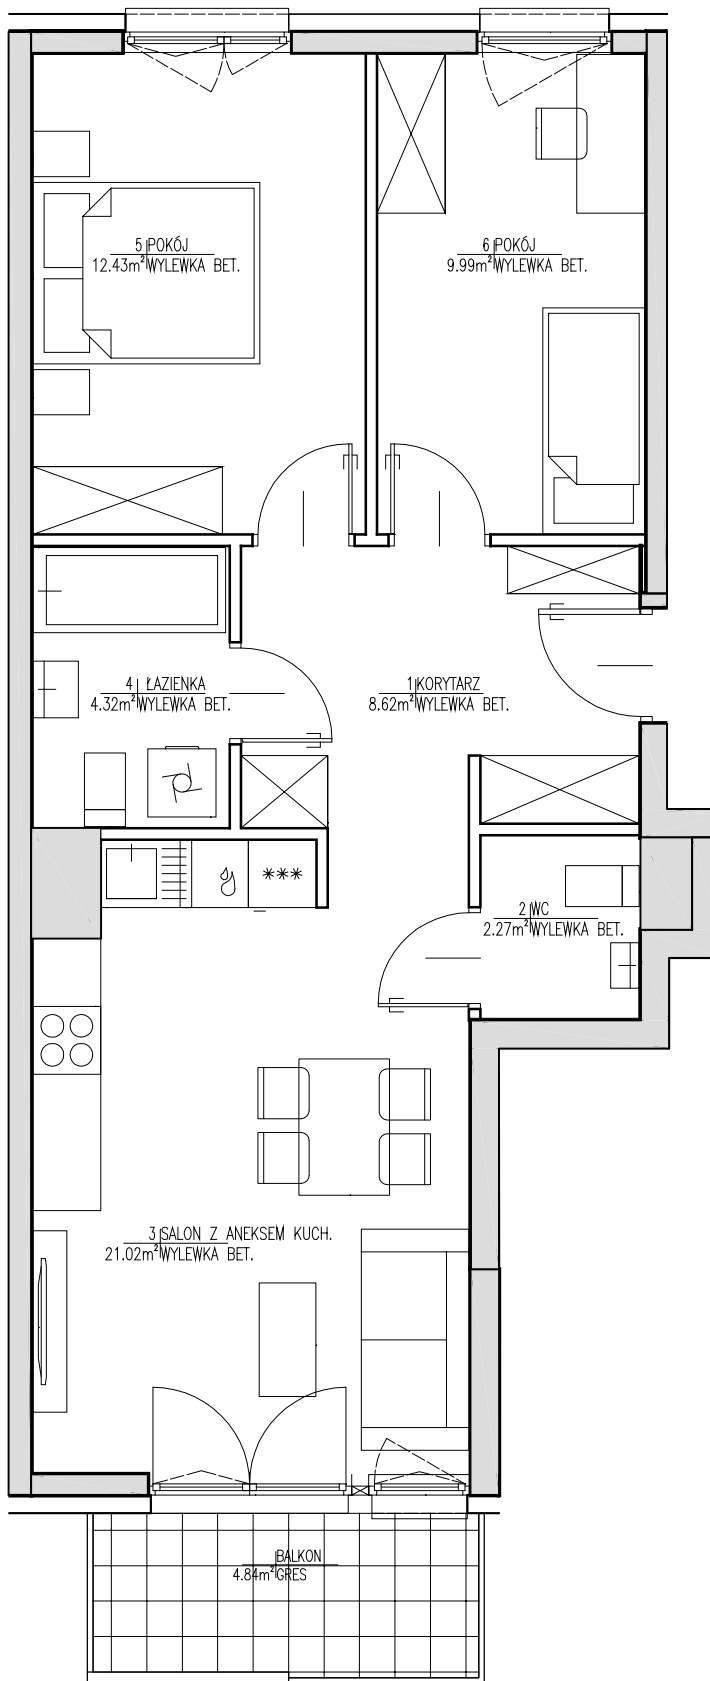 5 POKÓJ
12.43m² WYLEWKA BET.
6 POKÓJ
9.99m² WYLEWKA BET.
4 ŁAZIENKA
4.32m² WYLEWKA BET.
1 KORYTARZ
8.62m² WYLEWKA BET.
***
2 WC
2.27m² WYLEWKA BET.
3 SALON Z ANEKSEM KUCH.
21.02m² WYLEWKA BET.
BALKON
4.84m² GRES